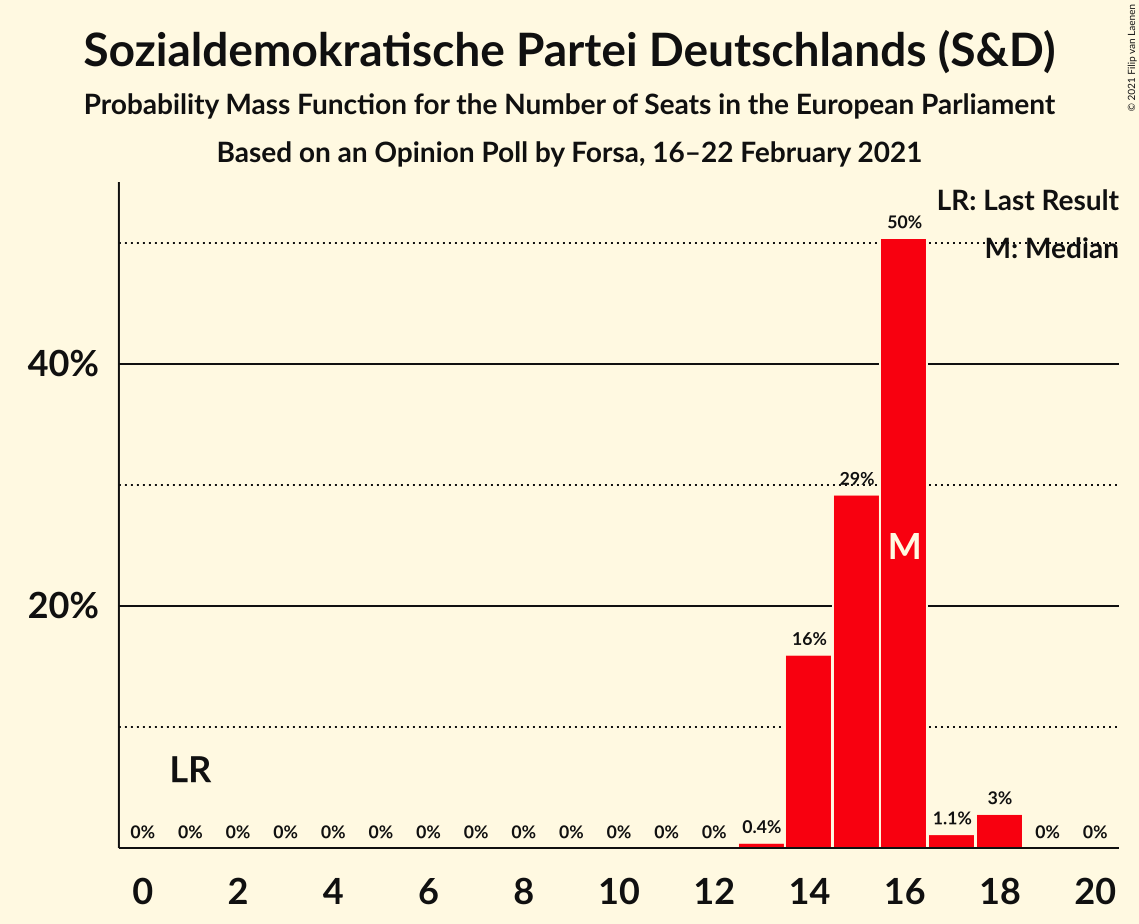 Sozialdemokratische Partei Deutschlands (S&D)
Probability Mass Function for the Number of Seats in the European Parliament
Based on an Opinion Poll by Forsa, 16–22 February 2021
© 2021 Filip van Laenen
LR: Last Result
M: Median
50%
40%
29%
M
20%
16%
LR
0% 0% 0% 0% 0% 0% 0% 0% 0% 0% 0% 0% 0% 0.4% 1.1% 3% 0% 0%
0 2 4 6 8 10 12 14 16 18 20